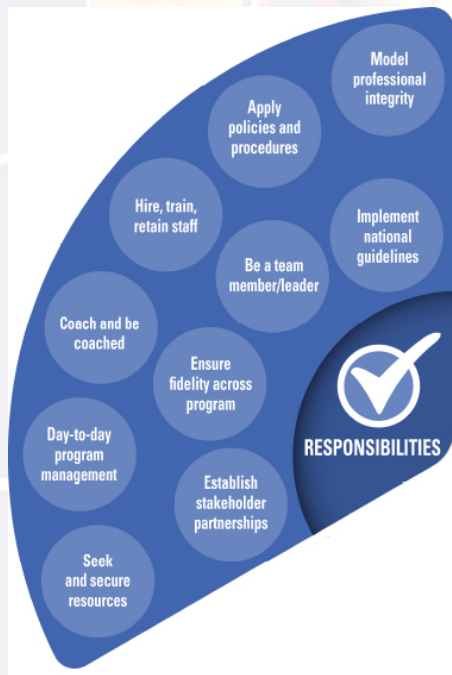 Model
professional
integrity
Apply
policies and
procedures
Hire, train,
retain staff
Implement
national
guidelines
Be a team
member/leader
Coach and be
coached
Ensure
fidelity across
program
Day-to-day
program
management
Establish
stakeholder
partnerships
Seek
and secure
resources
RESPONSIBILITIES